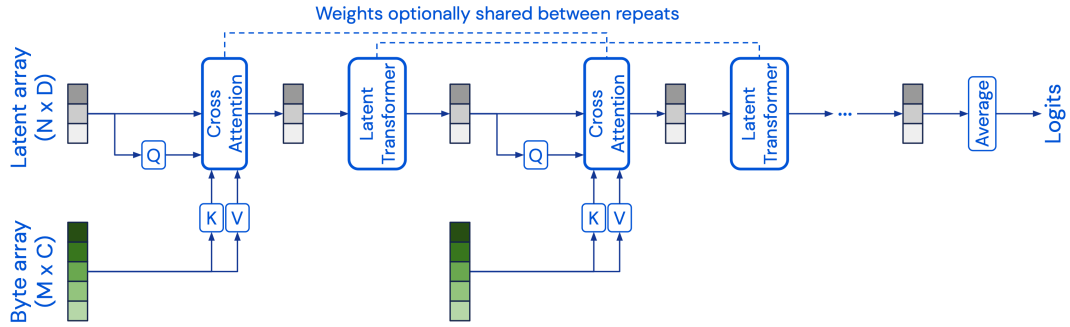 Weights optionally shared between repeats
Latent array
(N x D)
Cross
Attention
Latent
Transformer
Cross
Attention
Latent
Transformer
...
Average
Logits
Q
Q
K
V
K
V
Byte array
(M x C)